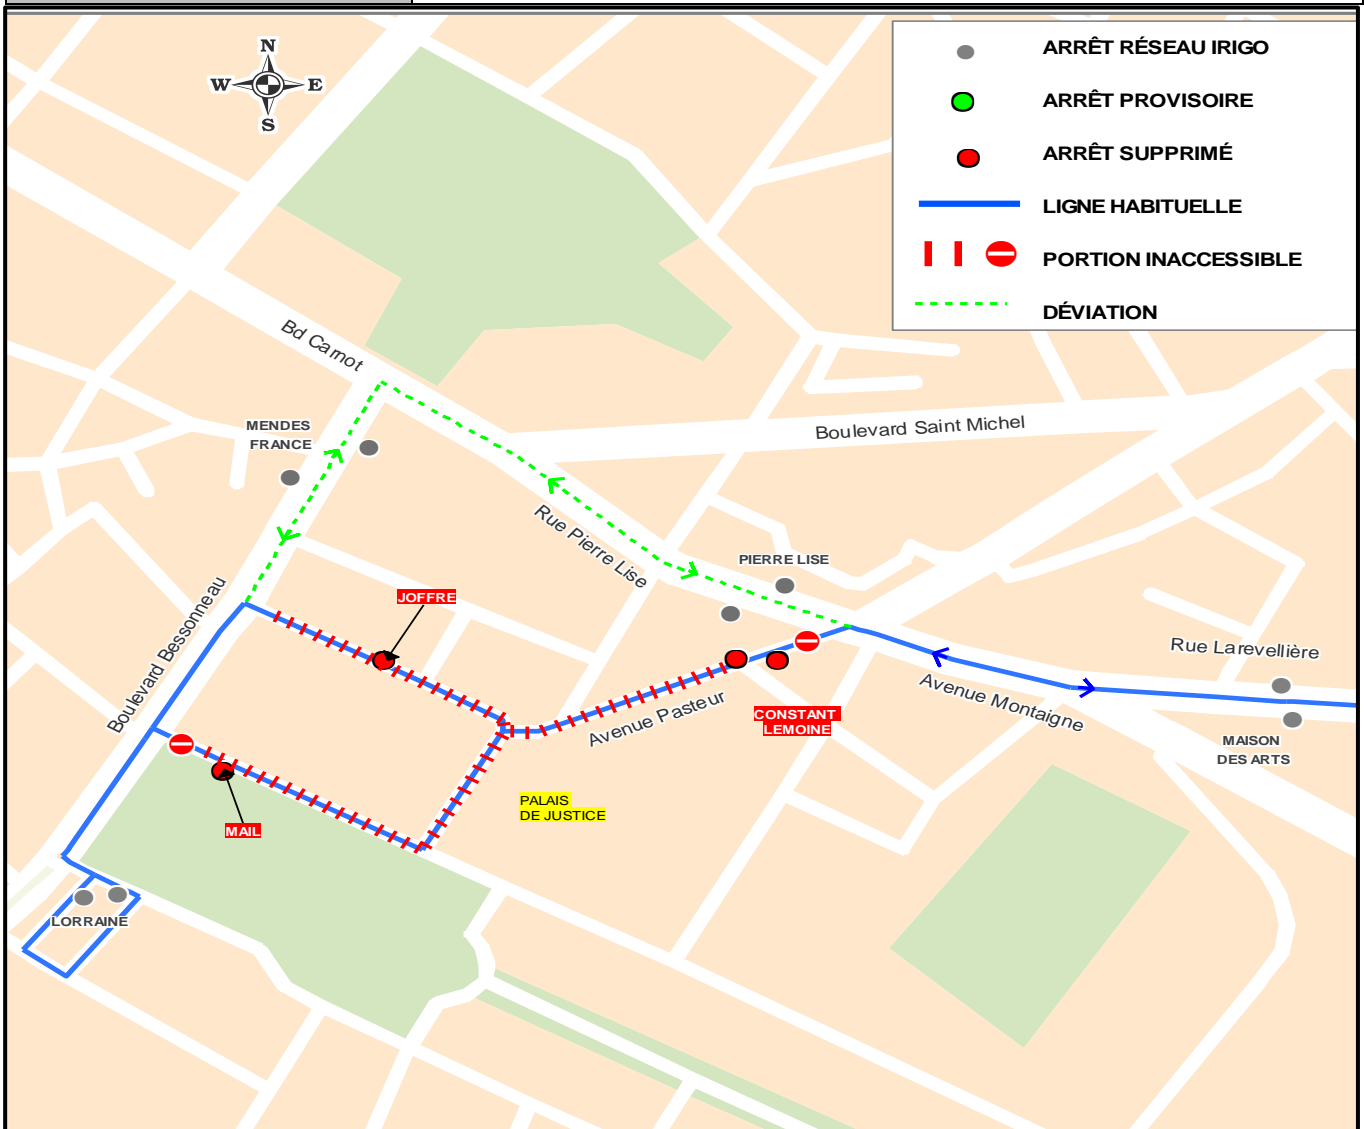 N
W E
S
ARRÊT RÉSEAU IRIGO
ARRÊT PROVISOIRE
ARRÊT SUPPRIMÉ
LIGNE HABITUELLE
PORTION INACCESSIBLE
DÉVIATION
Bd Carnot
MENDES
FRANCE
Boulevard Saint Michel
Rue Pierre Lise
PIERRE LISE
JOFFRE
Boulevard Bessonneau
Rue Larevellière
Avenue Montaigne
Avenue Pasteur
CONSTANT
LEMOINE
MAISON
DES ARTS
PALAIS
DE JUSTICE
MAIL
LORRAINE